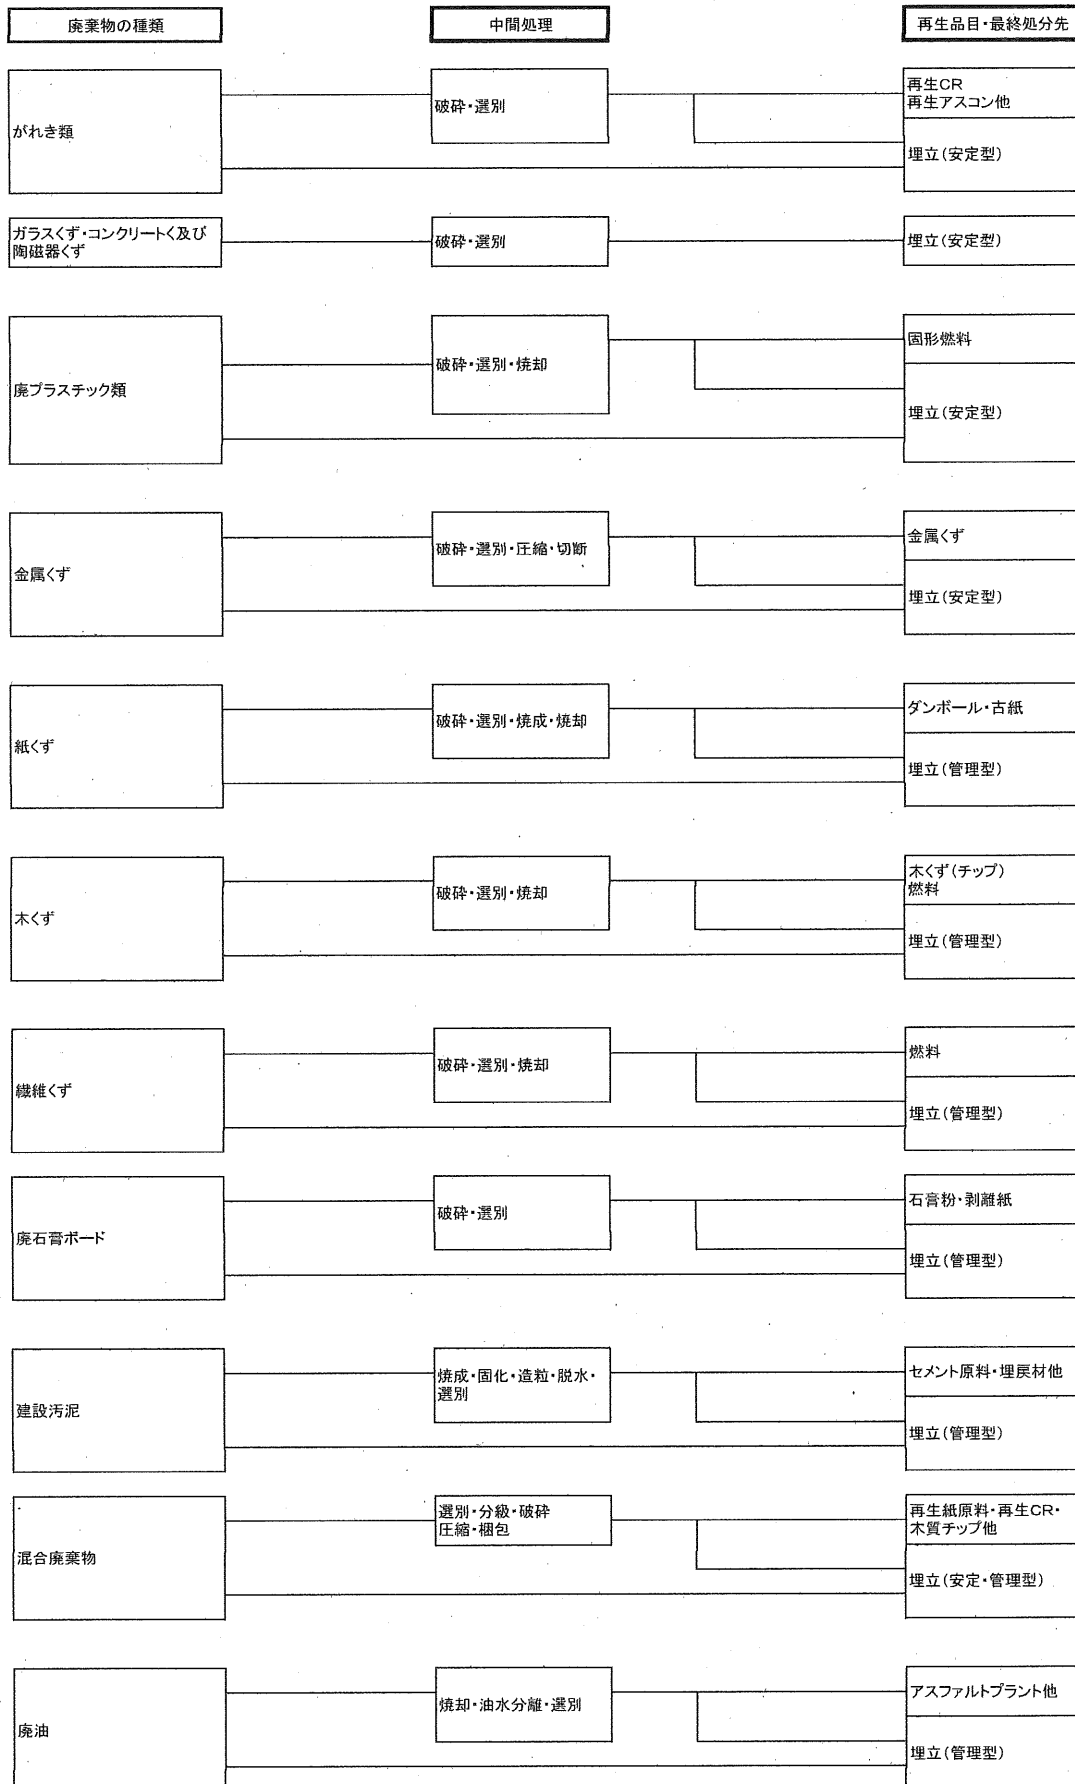 廃棄物の種類
中間処理
再生品目・最終処分先
がれき類
破砕・選別
再生CR
再生アスコン他
埋立(安定型)
ガラスくず・コンクリートく及び
陶磁器くず
破砕・選別
埋立(安定型)
廃プラスチック類
破砕・選別・焼却
固形燃料
埋立(安定型)
金属くず
破砕・選別・圧縮・切断
金属くず
埋立(安定型)
紙くず
破砕・選別・焼成・焼却
ダンボール・古紙
埋立(管理型)
木くず
破砕・選別・焼却
木くず(チップ)
燃料
埋立(管理型)
繊維くず
破砕・選別・焼却
燃料
埋立(管理型)
廃石膏ボード
破砕・選別
石膏粉・剥離紙
埋立(管理型)
建設汚泥
焼成・固化・造粒・脱水・
選別
セメント原料・埋戻材他
埋立(管理型)
混合廃棄物
選別・分級・破砕
圧縮・梱包
再生紙原料・再生CR・
木質チップ他
埋立(安定・管理型)
廃油
焼却・油水分離・選別
アスファルトプラント他
埋立(管理型)